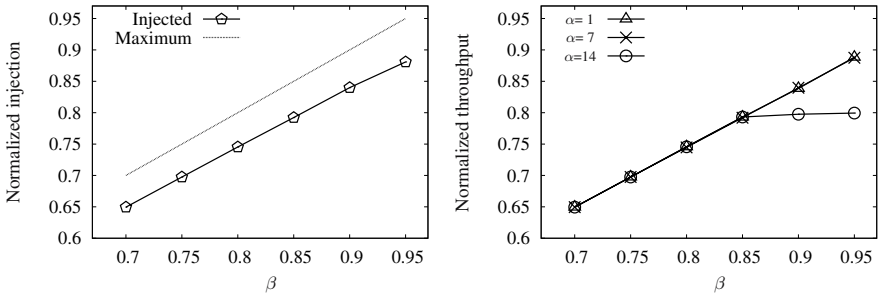 Normalized injection
0.95
0.9
0.85
0.8
0.75
0.7
0.65
0.6
Injected
Maximum
0.7 0.75 0.8 0.85 0.9 0.95
β
Normalized throughput
0.95
0.9
0.85
0.8
0.75
0.7
0.65
0.6
α= 1
α= 7
α=14
0.7 0.75 0.8 0.85 0.9 0.95
β